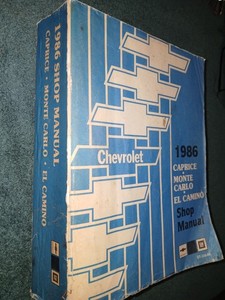 1986 SHOP MANUAL
CAPRICE • MONTE CARLO • EL CAMINO
Chevrolet
1986
CAPRICE
MONTE
CARLO
EL CAMINO
Shop
Manual